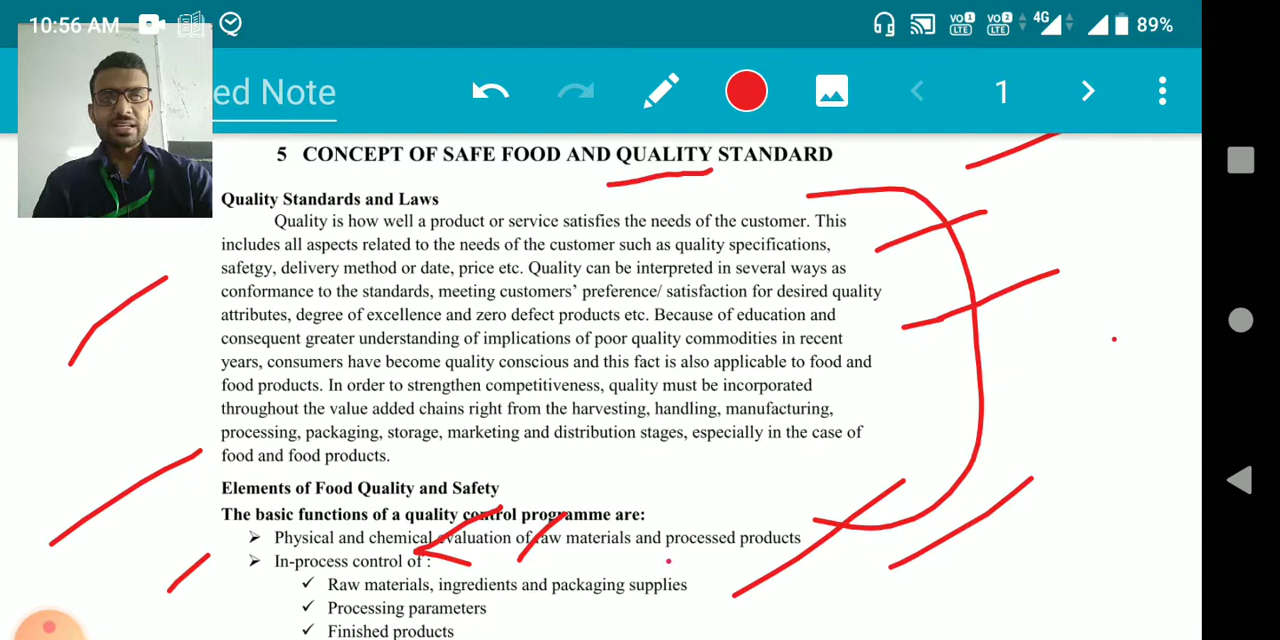 10:56 AM
VO 1 LTE
VO 2 LTE
4G
89%
ed Note
1
5 CONCEPT OF SAFE FOOD AND QUALITY STANDARD
Quality Standards and Laws
Quality is how well a product or service satisfies the needs of the customer. This
includes all aspects related to the needs of the customer such as quality specifications,
safetgy, delivery method or date, price etc. Quality can be interpreted in several ways as
conformance to the standards, meeting customers’ preference/ satisfaction for desired quality
attributes, degree of excellence and zero defect products etc. Because of education and
consequent greater understanding of implications of poor quality commodities in recent
years, consumers have become quality conscious and this fact is also applicable to food and
food products. In order to strengthen competitiveness, quality must be incorporated
throughout the value added chains right from the harvesting, handling, manufacturing,
processing, packaging, storage, marketing and distribution stages, especially in the case of
food and food products.
Elements of Food Quality and Safety
The basic functions of a quality control programme are:
➢ Physical and chemical evaluation of raw materials and processed products
➢ In-process control of :
✓ Raw materials, ingredients and packaging supplies
✓ Processing parameters
✓ Finished products